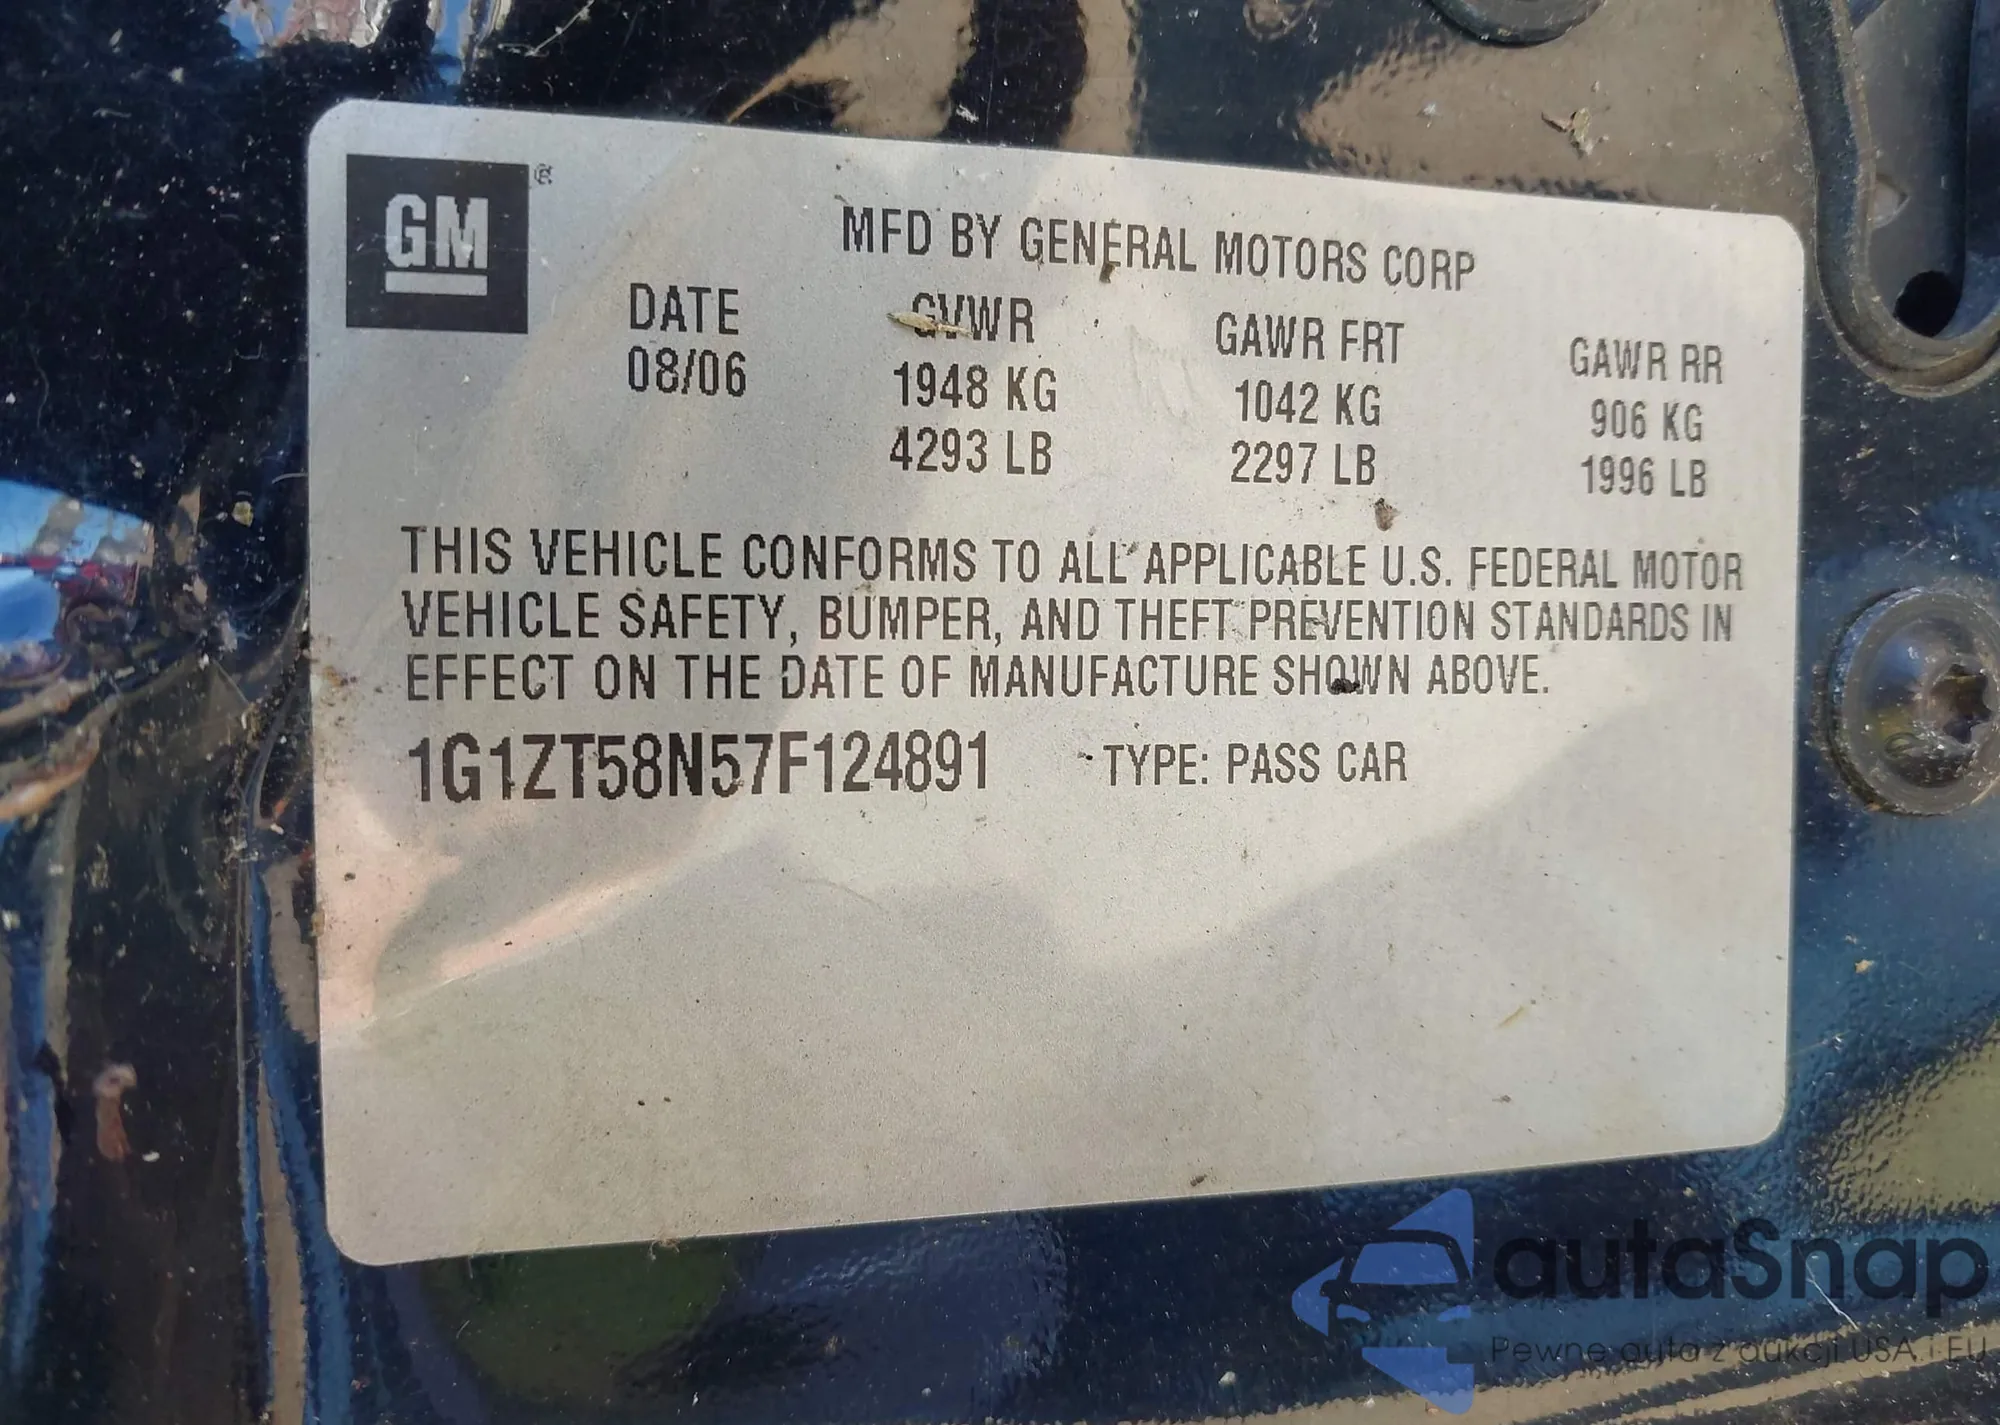 GM ®
MFD BY GENERAL MOTORS CORP
DATE GVWR GAWR FRT GAWR RR
08/06 1948 KG 1042 KG 906 KG
4293 LB 2297 LB 1996 LB
THIS VEHICLE CONFORMS TO ALL APPLICABLE U.S. FEDERAL MOTOR
VEHICLE SAFETY, BUMPER, AND THEFT PREVENTION STANDARDS IN
EFFECT ON THE DATE OF MANUFACTURE SHOWN ABOVE.
1G1ZT58N57F124891 TYPE: PASS CAR
autaSnap
Pewne auta z aukcji USA i EU